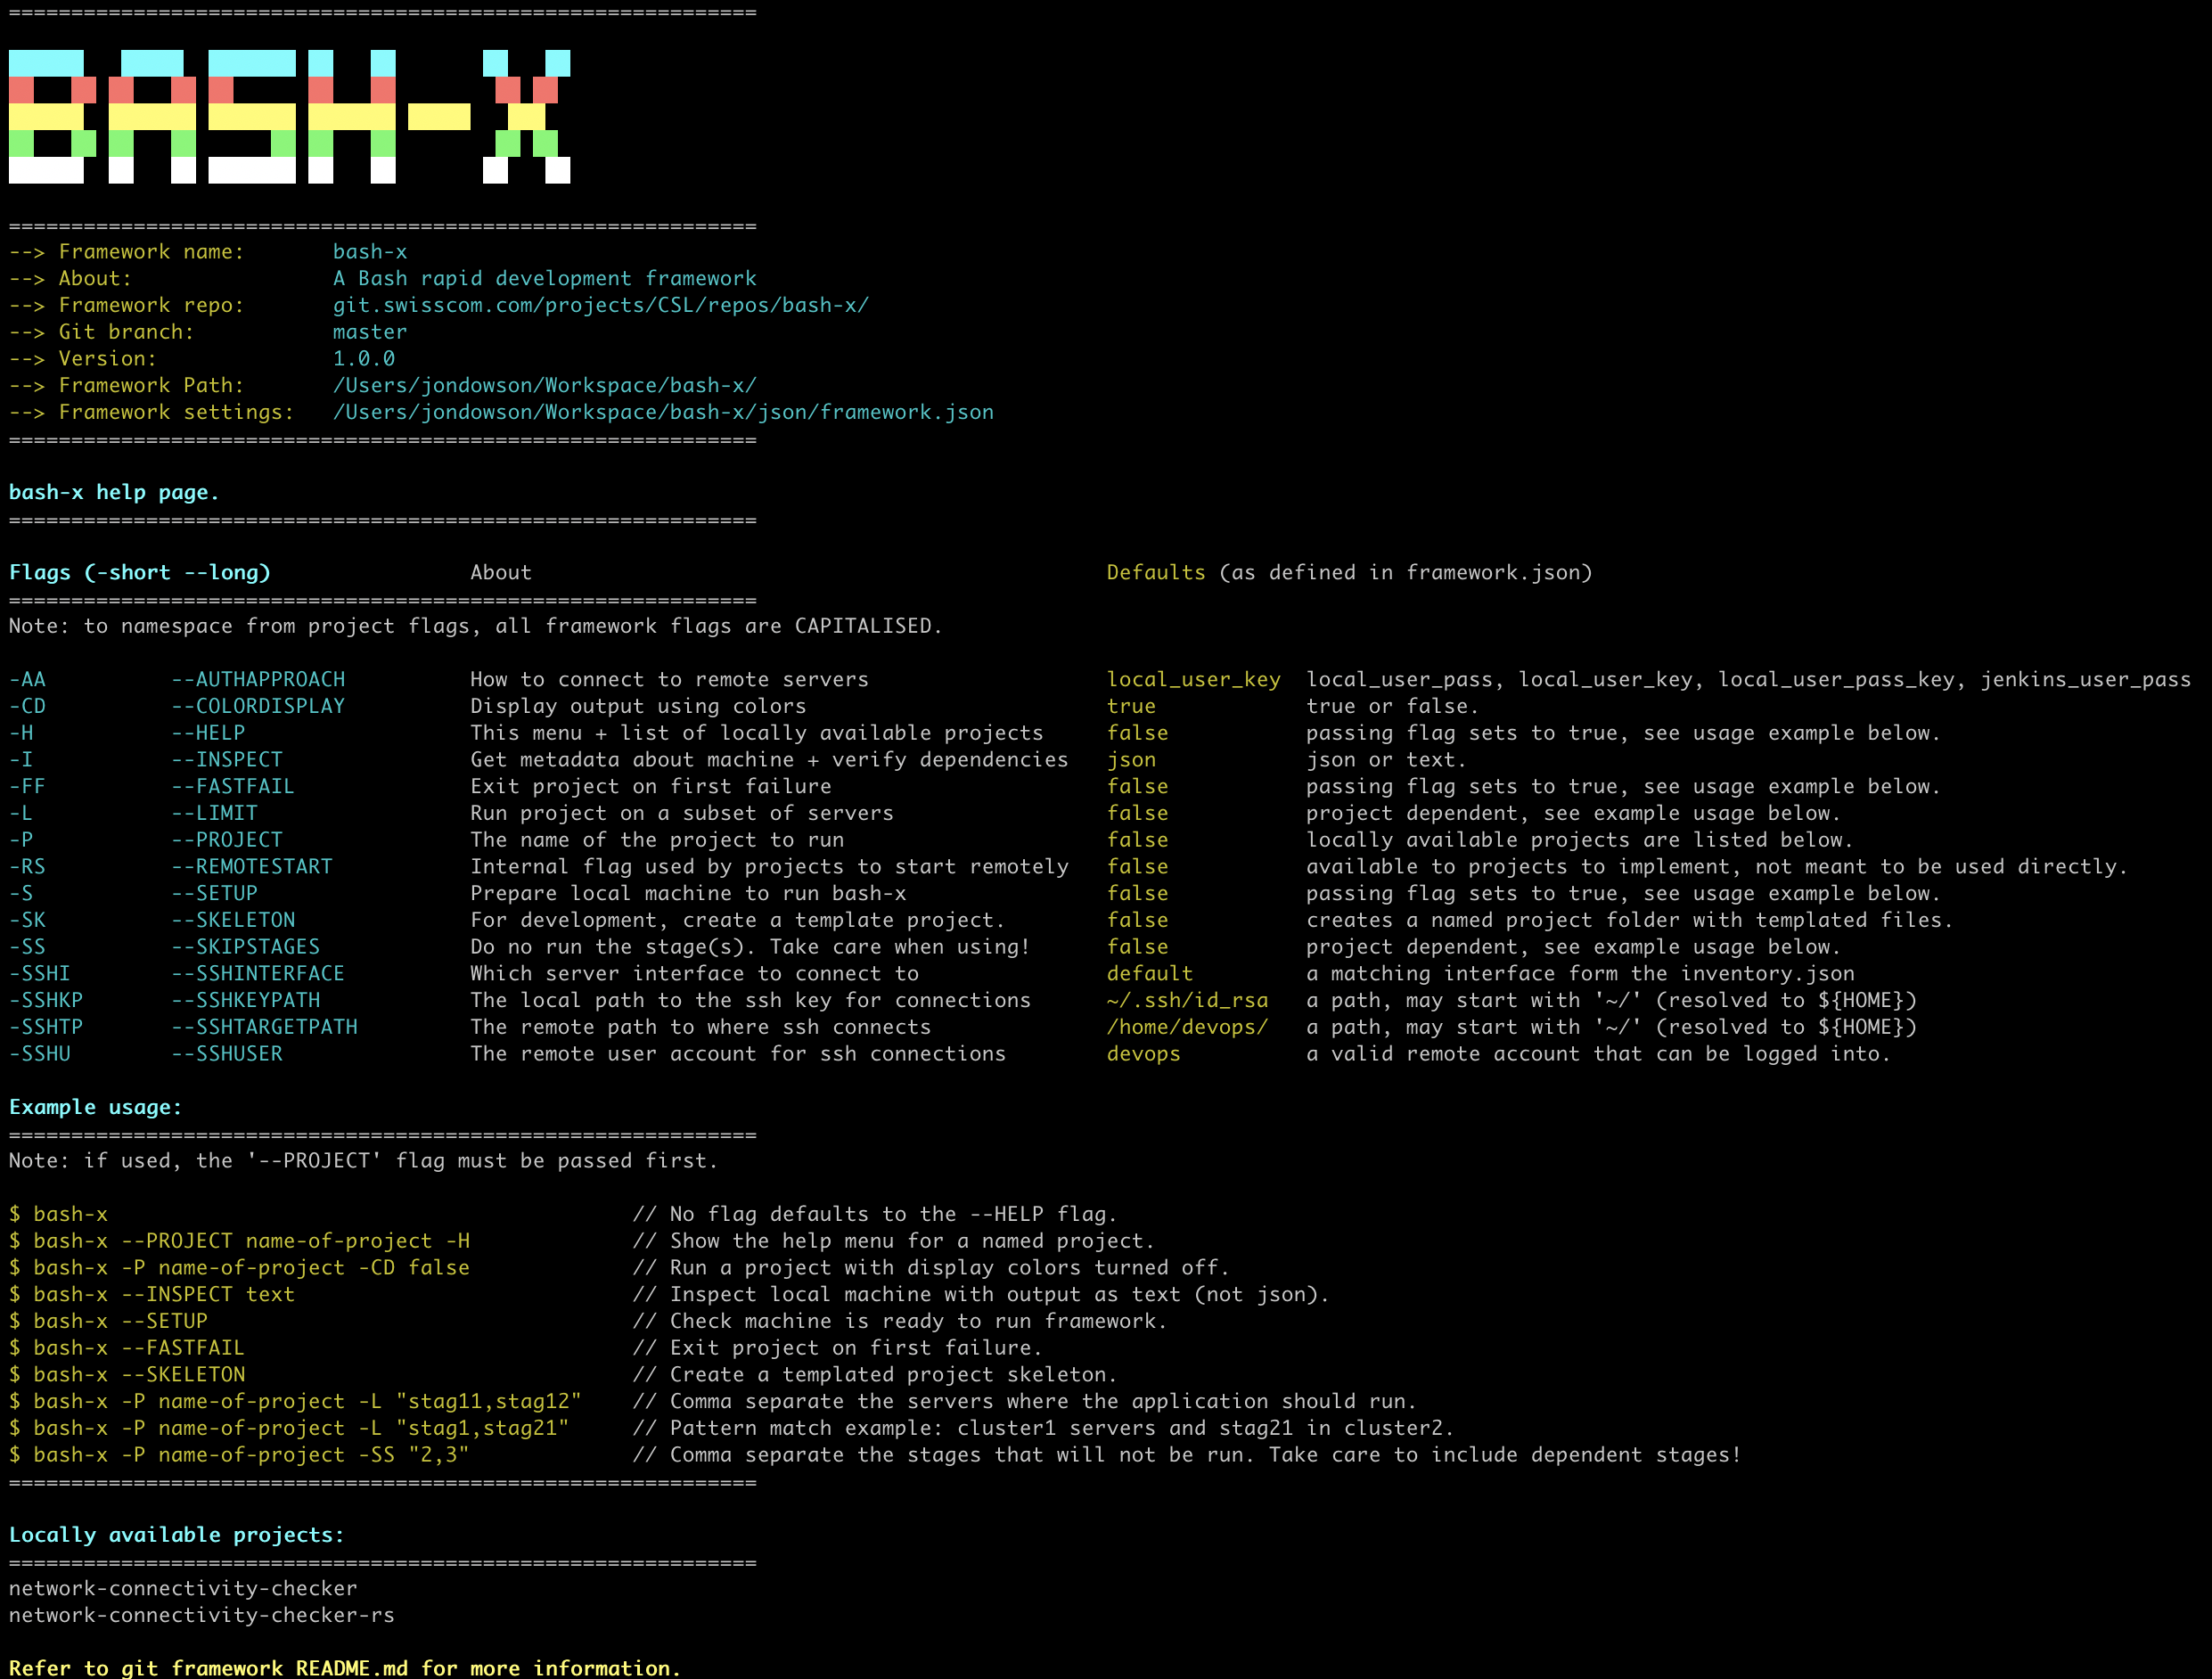 ============================================================
BASH-X
============================================================
--> Framework name:       bash-x
--> About:                A Bash rapid development framework
--> Framework repo:       git.swisscom.com/projects/CSL/repos/bash-x/
--> Git branch:           master
--> Version:              1.0.0
--> Framework Path:       /Users/jondowson/Workspace/bash-x/
--> Framework settings:   /Users/jondowson/Workspace/bash-x/json/framework.json
============================================================
bash-x help page.
============================================================
Flags (-short --long)                About                                              Defaults (as defined in framework.json)
============================================================
Note: to namespace from project flags, all framework flags are CAPITALISED.
-AA          --AUTHAPPROACH          How to connect to remote servers                   local_user_key  local_user_pass, local_user_key, local_user_pass_key, jenkins_user_pass
-CD          --COLORDISPLAY          Display output using colors                        true            true or false.
-H           --HELP                  This menu + list of locally available projects     false           passing flag sets to true, see usage example below.
-I           --INSPECT               Get metadata about machine + verify dependencies   json            json or text.
-FF          --FASTFAIL              Exit project on first failure                      false           passing flag sets to true, see usage example below.
-L           --LIMIT                 Run project on a subset of servers                 false           project dependent, see example usage below.
-P           --PROJECT               The name of the project to run                     false           locally available projects are listed below.
-RS          --REMOTESTART           Internal flag used by projects to start remotely   false           available to projects to implement, not meant to be used directly.
-S           --SETUP                 Prepare local machine to run bash-x                false           passing flag sets to true, see usage example below.
-SK          --SKELETON              For development, create a template project.        false           creates a named project folder with templated files.
-SS          --SKIPSTAGES            Do no run the stage(s). Take care when using!      false           project dependent, see example usage below.
-SSHI        --SSHINTERFACE          Which server interface to connect to               default         a matching interface form the inventory.json
-SSHKP       --SSHKEYPATH            The local path to the ssh key for connections      ~/.ssh/id_rsa   a path, may start with '~/' (resolved to ${HOME})
-SSHTP       --SSHTARGETPATH         The remote path to where ssh connects              /home/devops/   a path, may start with '~/' (resolved to ${HOME})
-SSHU        --SSHUSER               The remote user account for ssh connections        devops          a valid remote account that can be logged into.
Example usage:
============================================================
Note: if used, the '--PROJECT' flag must be passed first.
$ bash-x                                          // No flag defaults to the --HELP flag.
$ bash-x --PROJECT name-of-project -H             // Show the help menu for a named project.
$ bash-x -P name-of-project -CD false             // Run a project with display colors turned off.
$ bash-x --INSPECT text                           // Inspect local machine with output as text (not json).
$ bash-x --SETUP                                  // Check machine is ready to run framework.
$ bash-x --FASTFAIL                               // Exit project on first failure.
$ bash-x --SKELETON                               // Create a templated project skeleton.
$ bash-x -P name-of-project -L "stag11,stag12"    // Comma separate the servers where the application should run.
$ bash-x -P name-of-project -L "stag1,stag21"     // Pattern match example: cluster1 servers and stag21 in cluster2.
$ bash-x -P name-of-project -SS "2,3"             // Comma separate the stages that will not be run. Take care to include dependent stages!
============================================================
Locally available projects:
============================================================
network-connectivity-checker
network-connectivity-checker-rs
Refer to git framework README.md for more information.